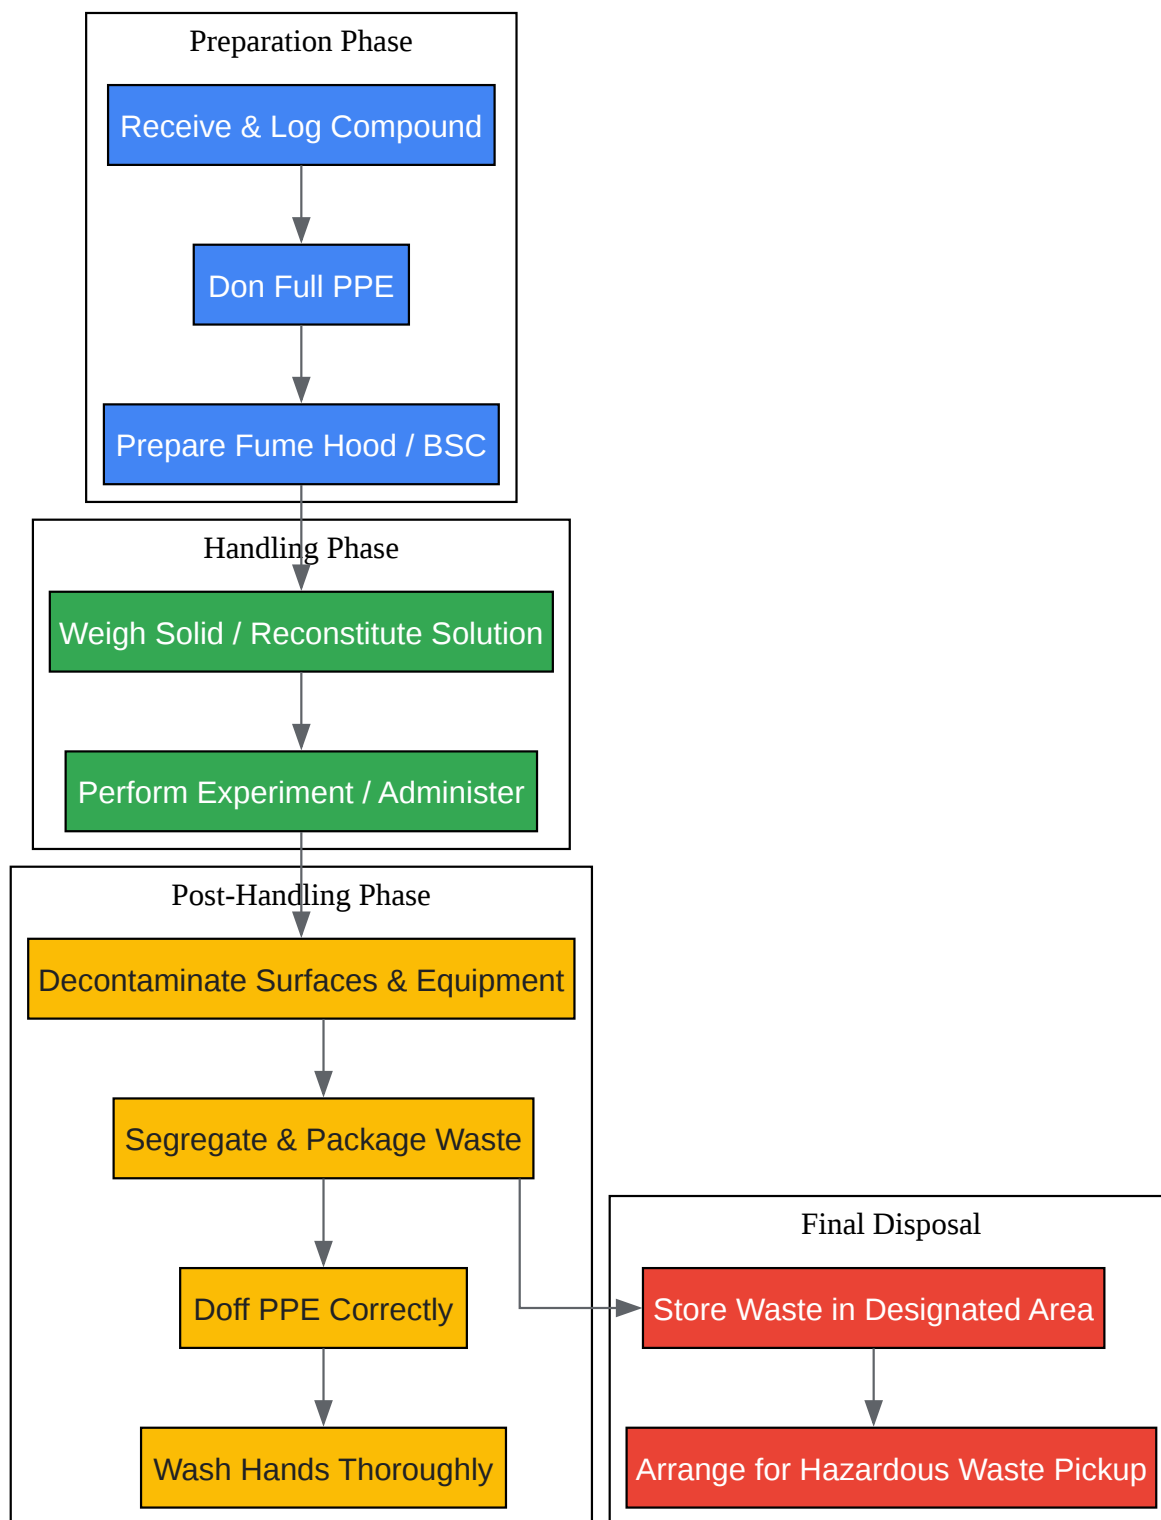 Preparation Phase
Receive & Log Compound
Don Full PPE
Prepare Fume Hood / BSC
Handling Phase
Weigh Solid / Reconstitute Solution
Perform Experiment / Administer
Post-Handling Phase
Decontaminate Surfaces & Equipment
Segregate & Package Waste
Doff PPE Correctly
Wash Hands Thoroughly
Final Disposal
Store Waste in Designated Area
Arrange for Hazardous Waste Pickup